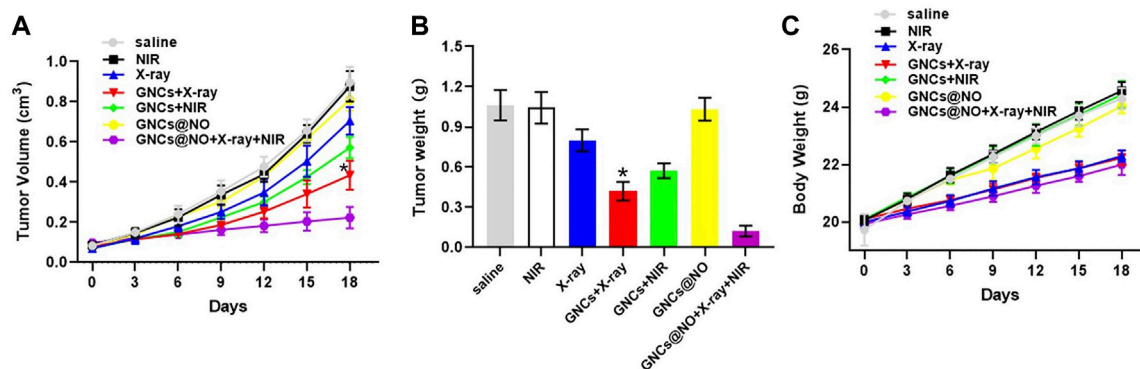 A
saline
NIR
X-ray
GNCs+X-ray
GNCs+NIR
GNCs@NO
GNCs@NO+X-ray+NIR
Tumor Volume (cm³)
1.0
0.8
0.6
0.4
0.2
0.0
*
0 3 6 9 12 15 18
Days
B
Tumor weight (g)
1.5
1.2
0.9
0.6
0.3
0.0
*
saline
NIR
X-ray
GNCs+X-ray
GNCs+NIR
GNCs@NO
GNCs@NO+X-ray+NIR
C
saline
NIR
X-ray
GNCs+X-ray
GNCs+NIR
GNCs@NO
GNCs@NO+X-ray+NIR
Body Weight (g)
26
24
22
20
0 3 6 9 12 15 18
Days